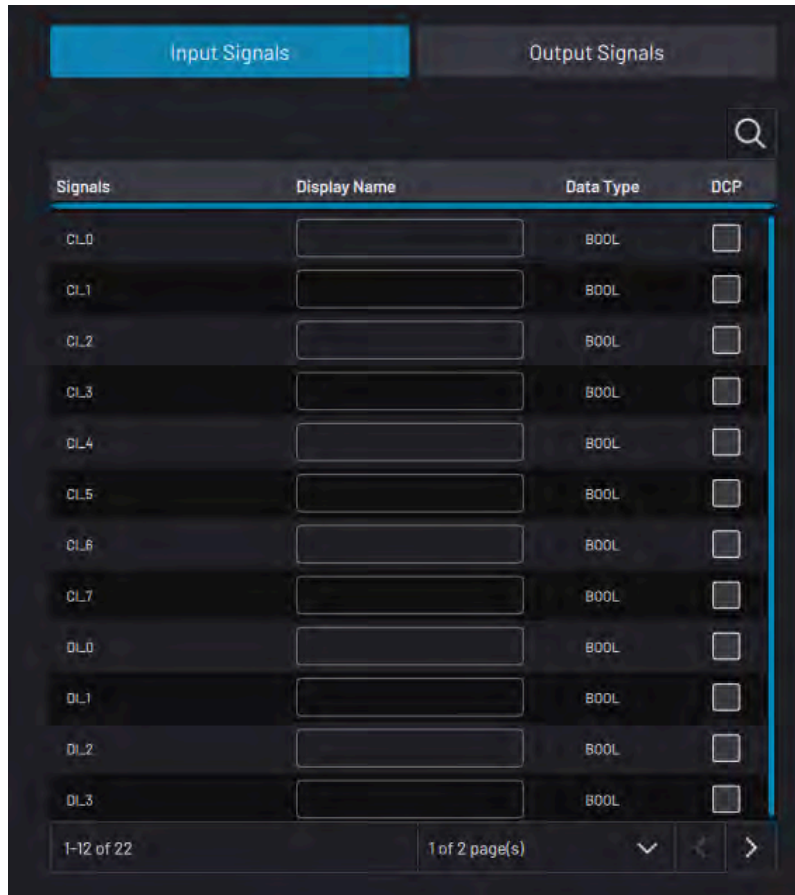 Input Signals Output Signals
Signals Display Name Data Type DCP
CI_0 BOOL
CI_1 BOOL
CI_2 BOOL
CI_3 BOOL
CI_4 BOOL
CI_5 BOOL
CI_6 BOOL
CI_7 BOOL
DI_0 BOOL
DI_1 BOOL
DI_2 BOOL
DI_3 BOOL
1-12 of 22 1 of 2 page(s)